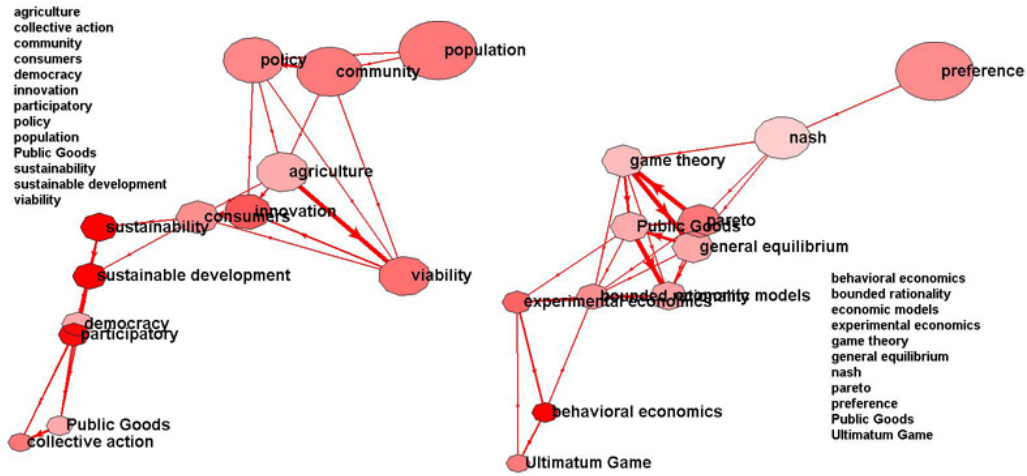 agriculture
collective action
community
consumers
democracy
innovation
participatory
policy
population
Public Goods
sustainability
sustainable development
viability
policy
community
population
agriculture
consumers
innovation
sustainability
sustainable development
viability
democracy
participatory
Public Goods
collective action
preference
nash
game theory
pareto
Public Goods
general equilibrium
bounded rationality
economic models
experimental economics
behavioral economics
Ultimatum Game
behavioral economics
bounded rationality
economic models
experimental economics
game theory
general equilibrium
nash
pareto
preference
Public Goods
Ultimatum Game